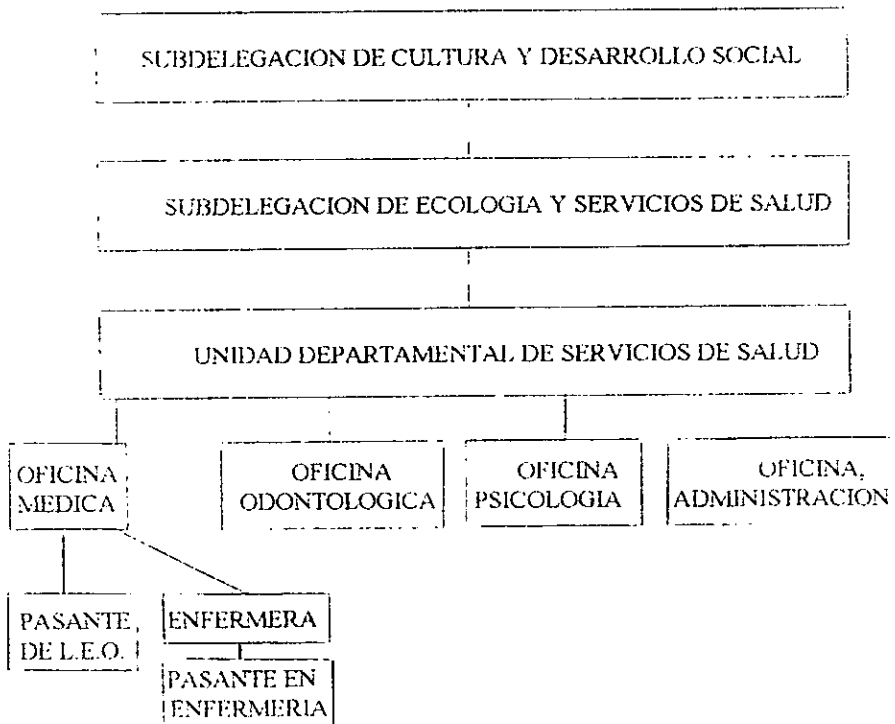 SUBDELEGACION DE CULTURA Y DESARROLLO SOCIAL
SUBDELEGACION DE ECOLOGIA Y SERVICIOS DE SALUD
UNIDAD DEPARTAMENTAL DE SERVICIOS DE SALUD
OFICINA
MEDICA
OFICINA
ODONTOLOGICA
OFICINA
PSICOLOGIA
OFICINA,
ADMINISTRACION
PASANTE
DE L.E.O.
ENFERMERA
PASANTE EN
ENFERMERIA